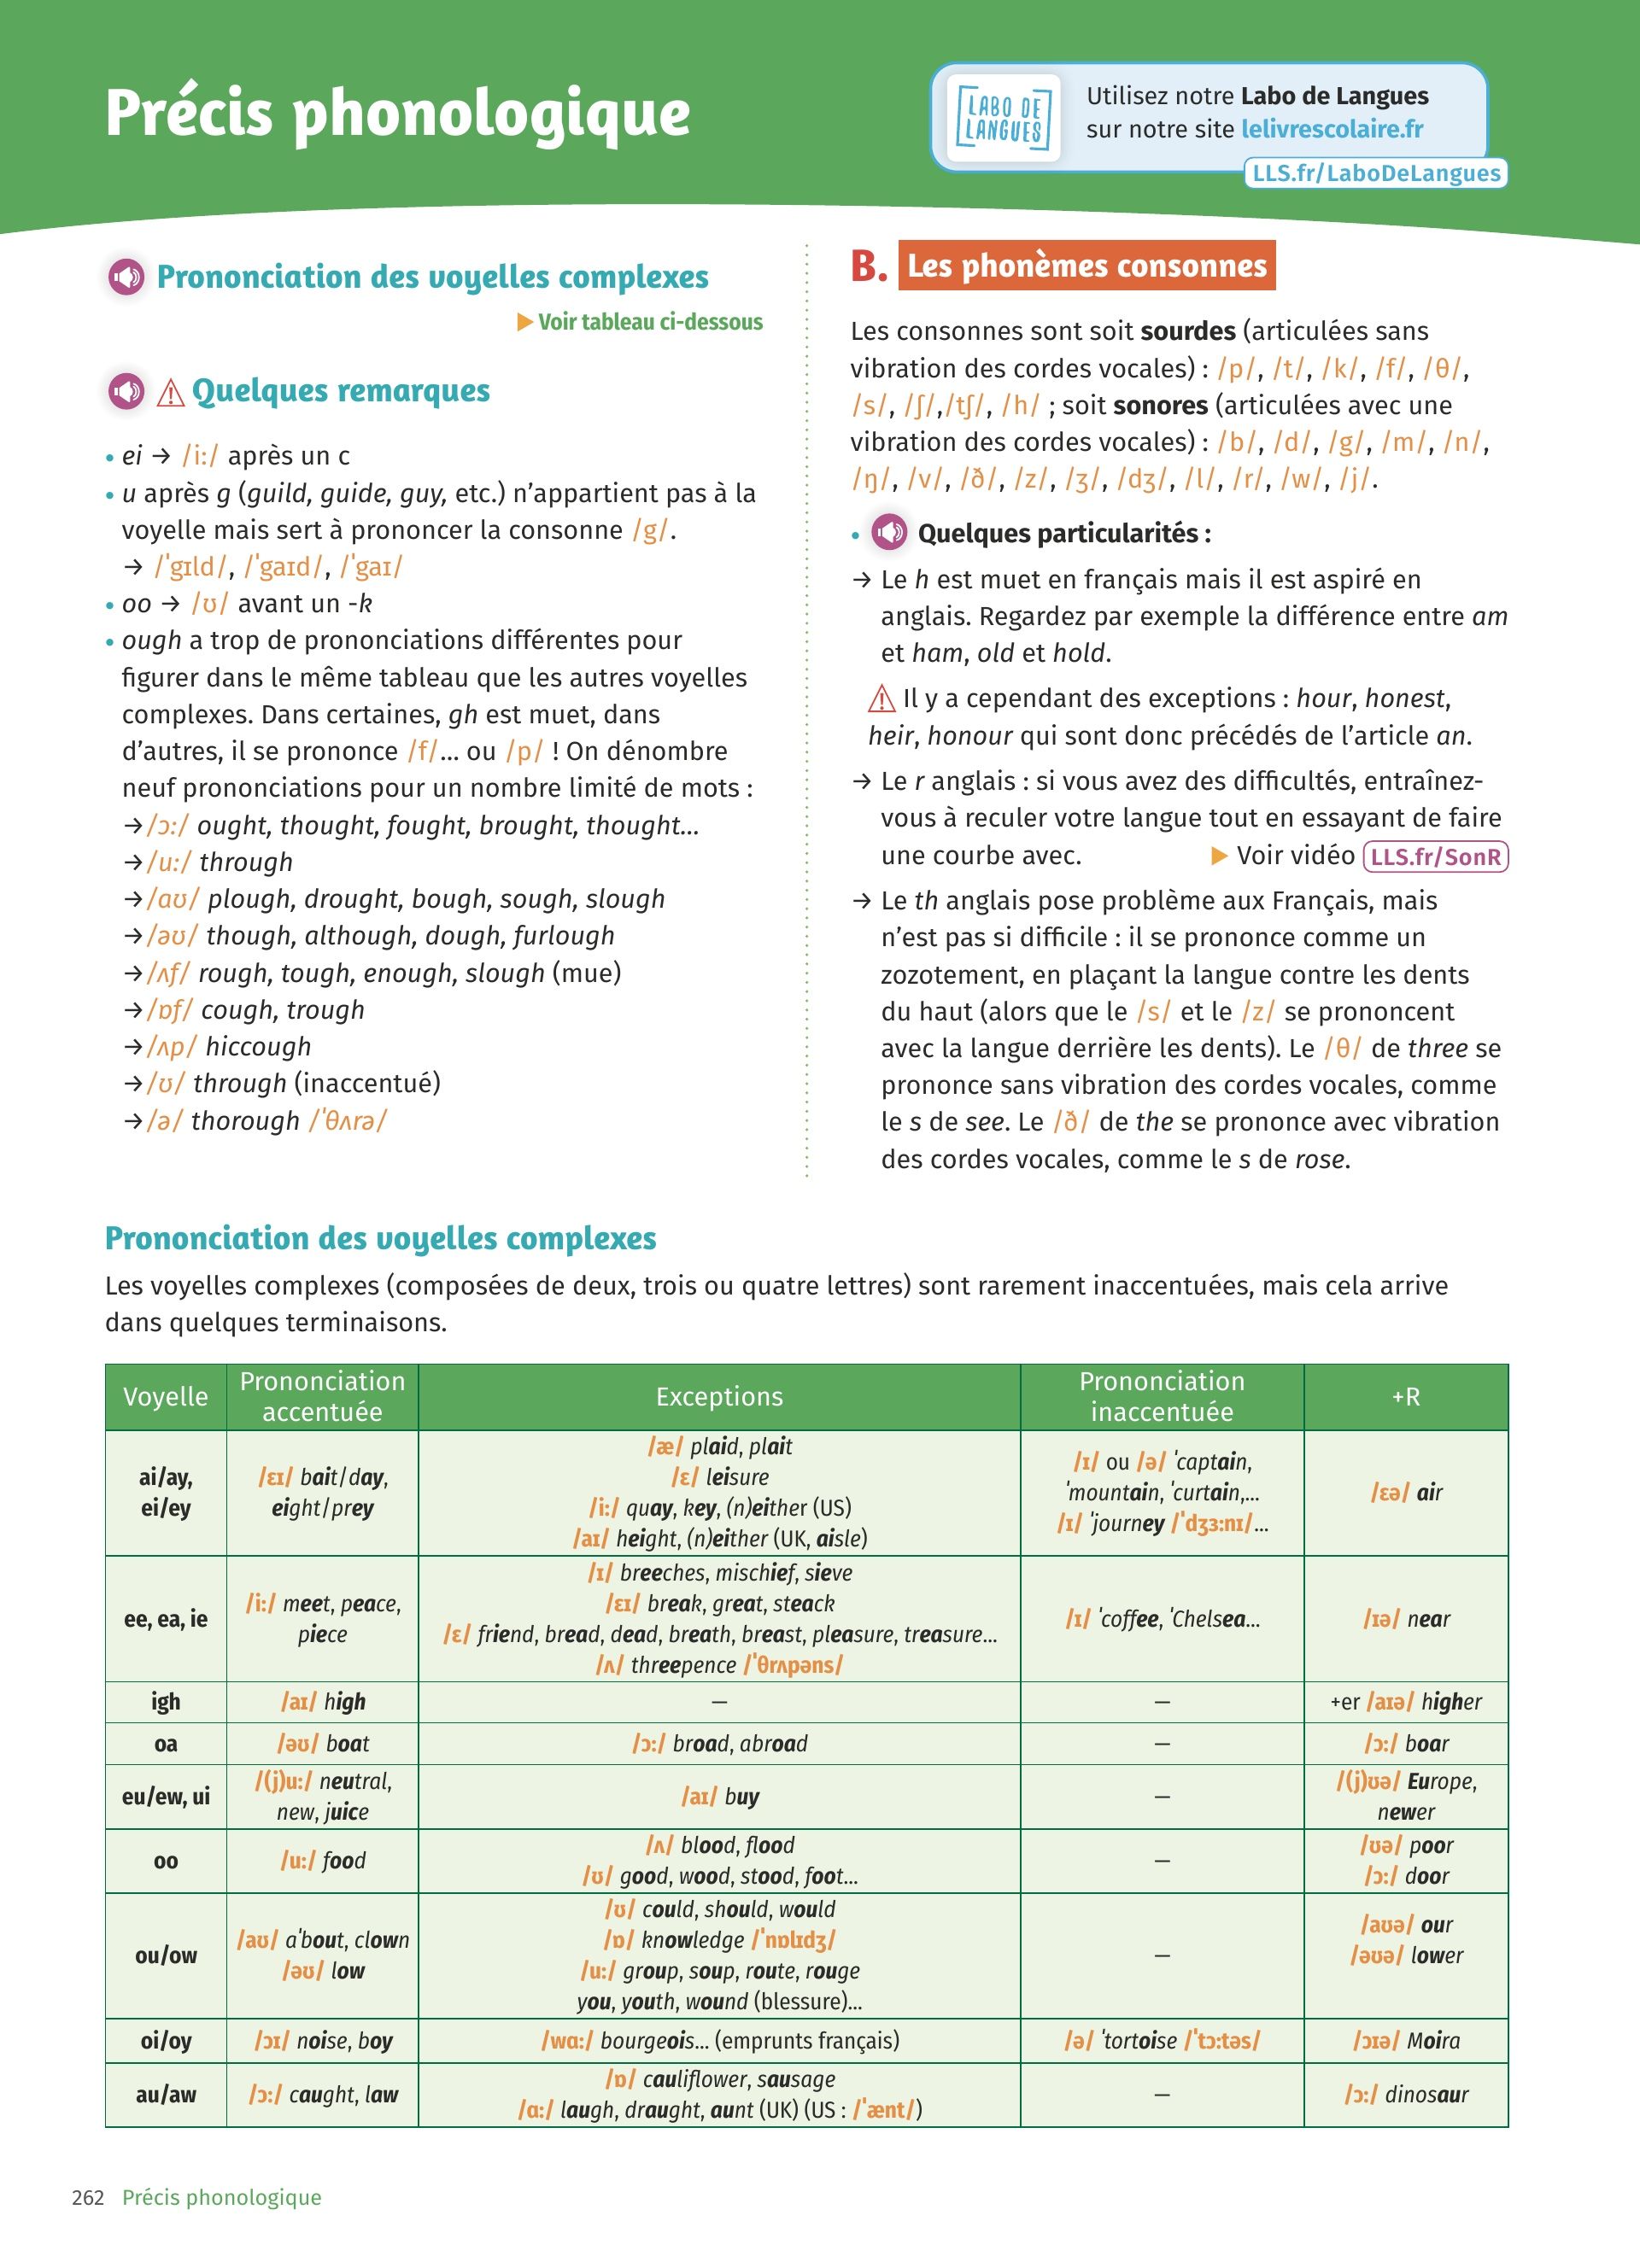 Précis phonologique
LABO DE
LANGUES
Utilisez notre Labo de Langues
sur notre site lelivrescolaire.fr
LLS.fr/LaboDeLangues
Prononciation des voyelles complexes
▶ Voir tableau ci-dessous
⚠ Quelques remarques
• ei → /i:/ après un c
• u après g (guild, guide, guy, etc.) n’appartient pas à la
voyelle mais sert à prononcer la consonne /g/.
→ /ˈgɪld/, /ˈgaɪd/, /ˈgaɪ/
• oo → /ʊ/ avant un -k
• ough a trop de prononciations différentes pour
figurer dans le même tableau que les autres voyelles
complexes. Dans certaines, gh est muet, dans
d’autres, il se prononce /f/… ou /p/ ! On dénombre
neuf prononciations pour un nombre limité de mots :
→ /ɔ:/ ought, thought, fought, brought, thought…
→ /u:/ through
→ /aʊ/ plough, drought, bough, sough, slough
→ /əʊ/ though, although, dough, furlough
→ /ʌf/ rough, tough, enough, slough (mue)
→ /ɒf/ cough, trough
→ /ʌp/ hiccough
→ /ʊ/ through (inaccentué)
→ /ə/ thorough /ˈθʌrə/
B. Les phonèmes consonnes
Les consonnes sont soit sourdes (articulées sans
vibration des cordes vocales) : /p/, /t/, /k/, /f/, /θ/,
/s/, /ʃ/,/tʃ/, /h/ ; soit sonores (articulées avec une
vibration des cordes vocales) : /b/, /d/, /g/, /m/, /n/,
/ŋ/, /v/, /ð/, /z/, /ʒ/, /dʒ/, /l/, /r/, /w/, /j/.
• Quelques particularités :
→ Le h est muet en français mais il est aspiré en
anglais. Regardez par exemple la différence entre am
et ham, old et hold.
⚠ Il y a cependant des exceptions : hour, honest,
heir, honour qui sont donc précédés de l’article an.
→ Le r anglais : si vous avez des difficultés, entraînez-
vous à reculer votre langue tout en essayant de faire
une courbe avec. ▶ Voir vidéo LLS.fr/SonR
→ Le th anglais pose problème aux Français, mais
n’est pas si difficile : il se prononce comme un
zozotement, en plaçant la langue contre les dents
du haut (alors que le /s/ et le /z/ se prononcent
avec la langue derrière les dents). Le /θ/ de three se
prononce sans vibration des cordes vocales, comme
le s de see. Le /ð/ de the se prononce avec vibration
des cordes vocales, comme le s de rose.
Prononciation des voyelles complexes
Les voyelles complexes (composées de deux, trois ou quatre lettres) sont rarement inaccentuées, mais cela arrive
dans quelques terminaisons.
Voyelle
Prononciation
accentuée
Exceptions
Prononciation
inaccentuée
+R
ai/ay,
ei/ey
/ɛɪ/ bait/day,
eight/prey
/æ/ plaid, plait
/ɛ/ leisure
/i:/ quay, key, (n)either (US)
/aɪ/ height, (n)either (UK, aisle)
/ɪ/ ou /ə/ ˈcaptain,
ˈmountain, ˈcurtain,…
/ɪ/ ˈjourney /ˈdʒɜ:nɪ/…
/ɛə/ air
ee, ea, ie
/i:/ meet, peace,
piece
/ɪ/ breeches, mischief, sieve
/ɛɪ/ break, great, steack
/ɛ/ friend, bread, dead, breath, breast, pleasure, treasure…
/ʌ/ threepence /ˈθrʌpəns/
/ɪ/ ˈcoffee, ˈChelsea…
/ɪə/ near
igh
/aɪ/ high
—
—
+er /aɪə/ higher
oa
/əʊ/ boat
/ɔ:/ broad, abroad
—
/ɔ:/ boar
eu/ew, ui
/(j)u:/ neutral,
new, juice
/aɪ/ buy
—
/(j)ʊə/ Europe,
newer
oo
/u:/ food
/ʌ/ blood, flood
/ʊ/ good, wood, stood, foot…
—
/ʊə/ poor
/ɔ:/ door
ou/ow
/aʊ/ aˈbout, clown
/əʊ/ low
/ʊ/ could, should, would
/ɒ/ knowledge /ˈnɒlɪdʒ/
/u:/ group, soup, route, rouge
you, youth, wound (blessure)…
—
/aʊə/ our
/əʊə/ lower
oi/oy
/ɔɪ/ noise, boy
/wɑ:/ bourgeois… (emprunts français)
/ə/ ˈtortoise /ˈtɔ:təs/
/ɔɪə/ Moira
au/aw
/ɔ:/ caught, law
/ɒ/ cauliflower, sausage
/ɑ:/ laugh, draught, aunt (UK) (US : /ˈænt/)
—
/ɔ:/ dinosaur
262 Précis phonologique